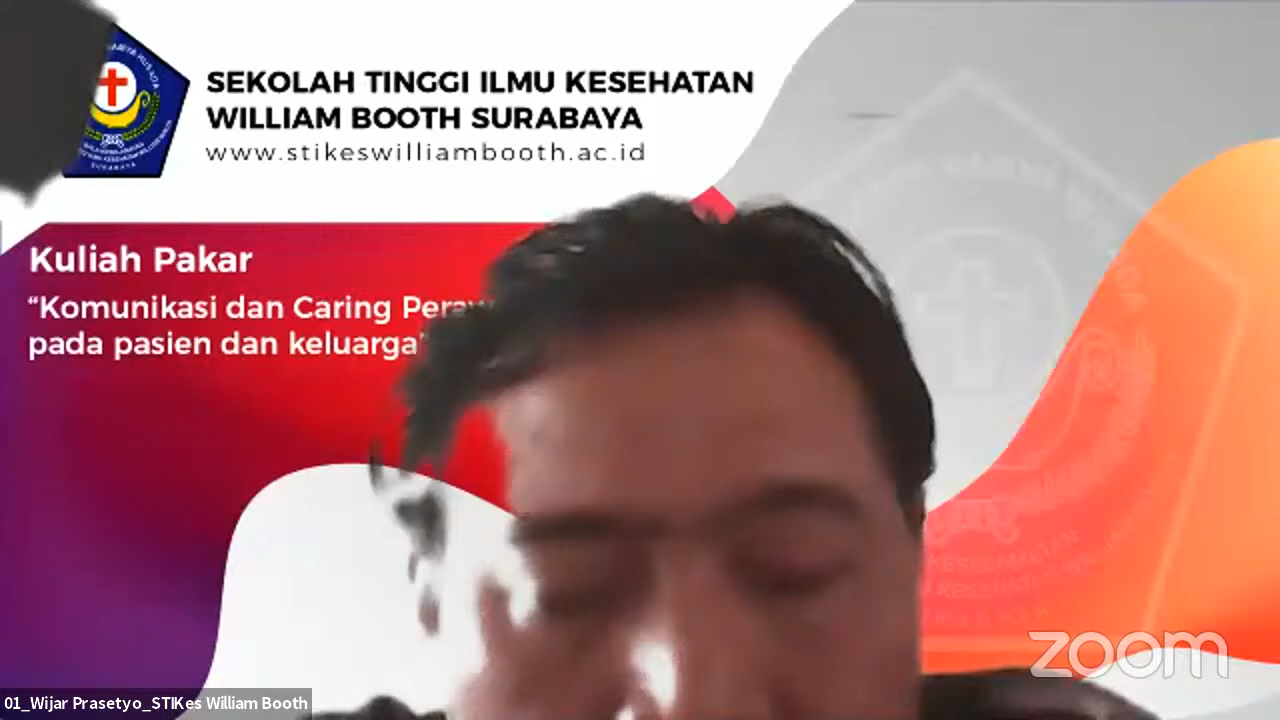 SEKOLAH TINGGI ILMU KESEHATAN
WILLIAM BOOTH SURABAYA
www.stikeswilliambooth.ac.id
Kuliah Pakar
“Komunikasi dan Caring
pada pasien dan keluarga
zoom
01_Wijar Prasetyo_STIKes William Booth